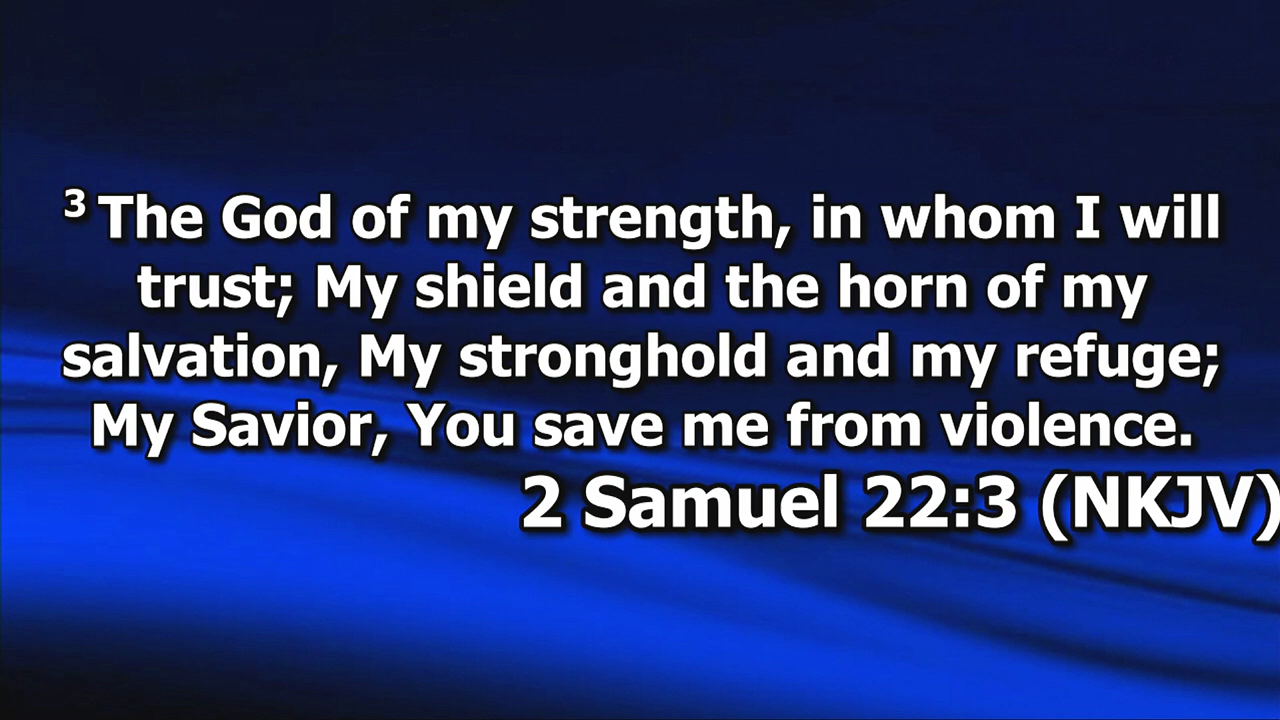 3 The God of my strength, in whom I will
trust; My shield and the horn of my
salvation, My stronghold and my refuge;
My Savior, You save me from violence.
2 Samuel 22:3 (NKJV)